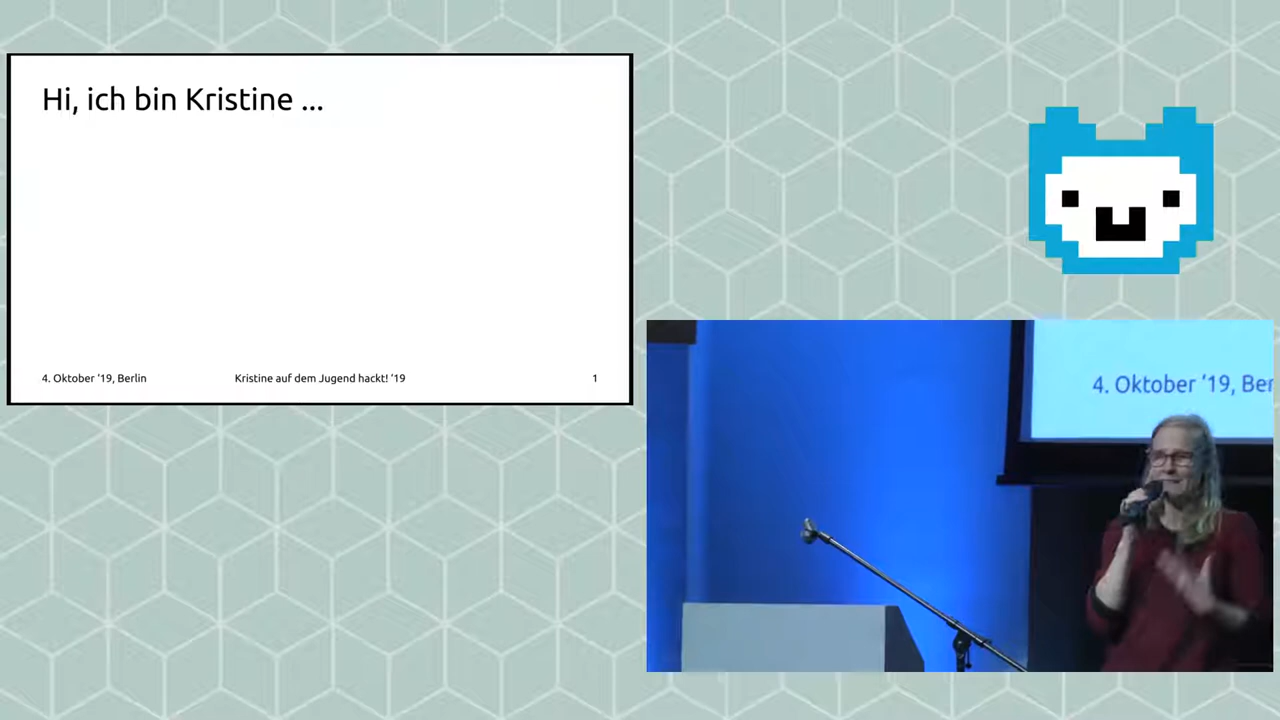 Hi, ich bin Kristine ...
4. Oktober '19, Berlin
Kristine auf dem Jugend hackt! '19
1
4. Oktober '19, Ber